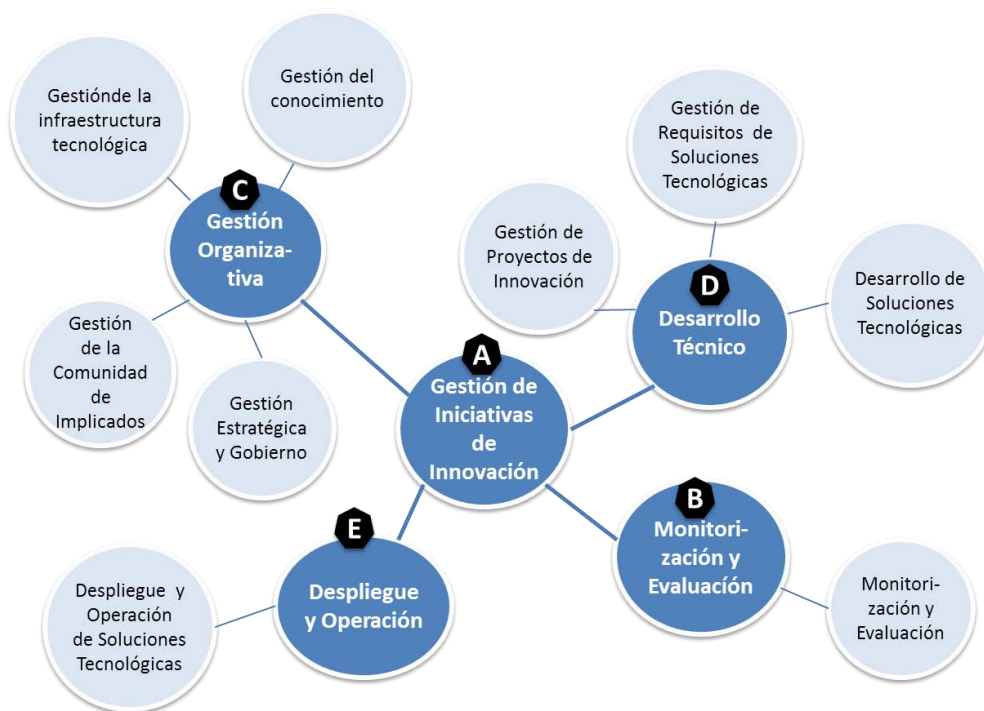 Gestiónde la
infraestructura
tecnológica
Gestión del
conocimiento
C
Gestión
Organiza-
tiva
Gestión
de la
Comunidad
de
Implicados
Gestión
Estratégica
y Gobierno
Gestión de
Requisitos de
Soluciones
Tecnológicas
Gestión de
Proyectos de
Innovación
D
Desarrollo
Técnico
Desarrollo de
Soluciones
Tecnológicas
A
Gestión de
Iniciativas
de
Innovación
E
Despliegue
y Operación
Despliegue y
Operación
de Soluciones
Tecnológicas
B
Monitori-
zación y
Evaluación
Monitori-
zación y
Evaluación